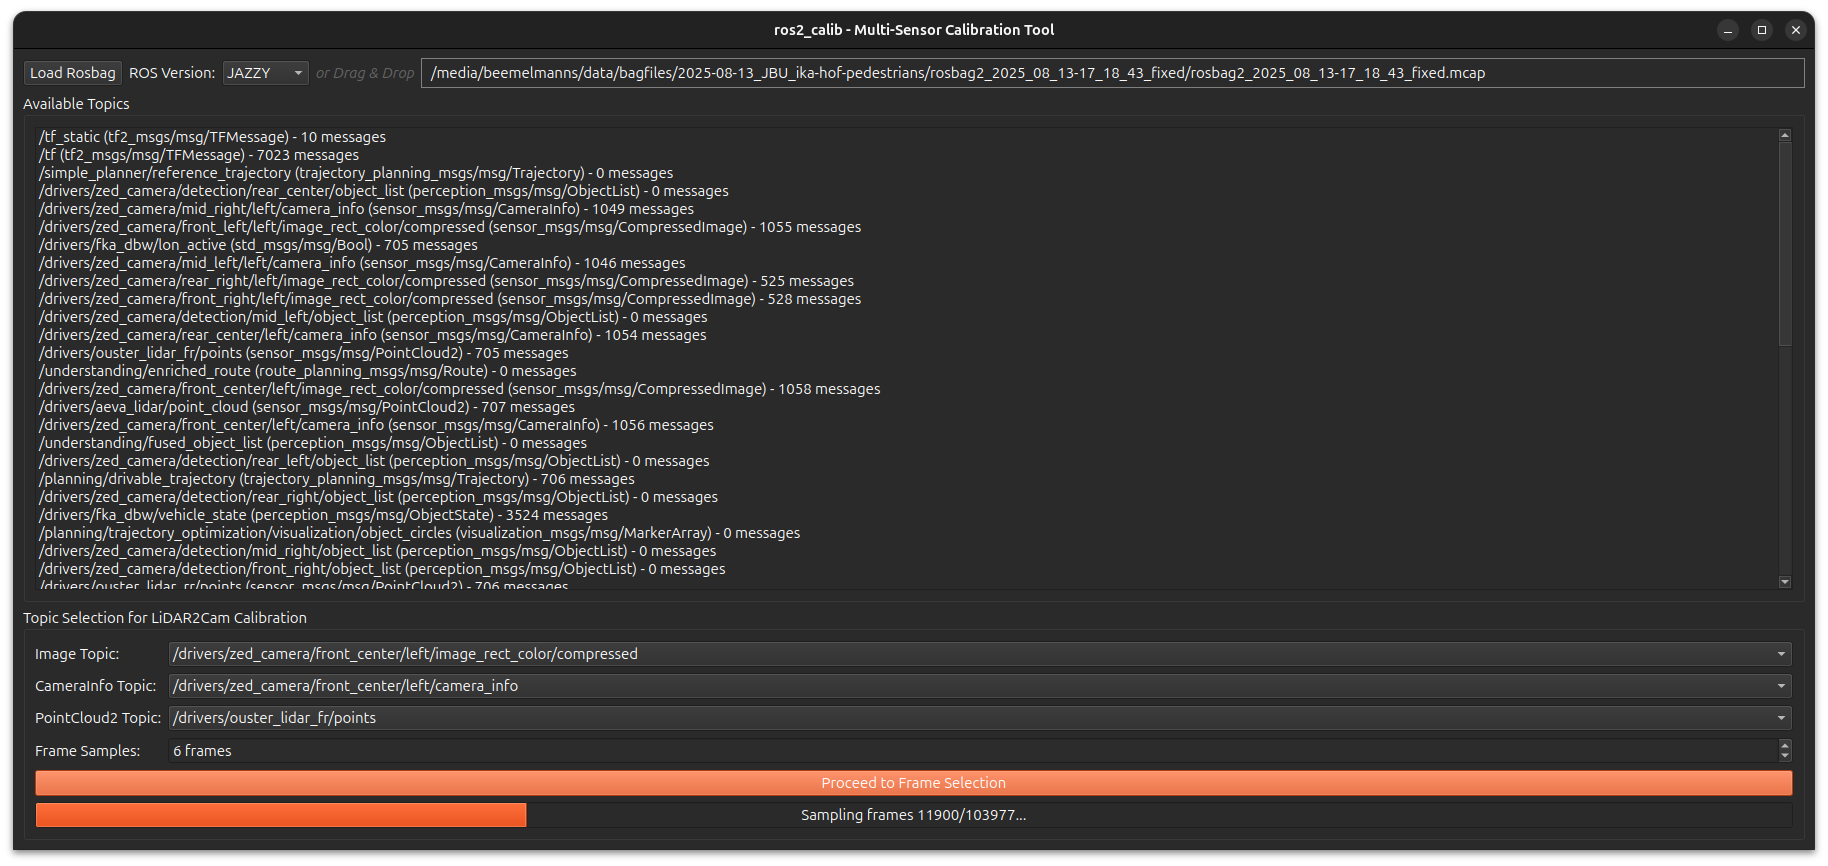 ros2_calib - Multi-Sensor Calibration Tool
Load Rosbag ROS Version: JAZZY or Drag & Drop /media/beemelmanns/data/bagfiles/2025-08-13_JBU_ika-hof-pedestrians/rosbag2_2025_08_13-17_18_43_fixed/rosbag2_2025_08_13-17_18_43_fixed.mcap
Available Topics
/tf_static (tf2_msgs/msg/TFMessage) - 10 messages
/tf (tf2_msgs/msg/TFMessage) - 7023 messages
/simple_planner/reference_trajectory (trajectory_planning_msgs/msg/Trajectory) - 0 messages
/drivers/zed_camera/detection/rear_center/object_list (perception_msgs/msg/ObjectList) - 0 messages
/drivers/zed_camera/mid_right/left/camera_info (sensor_msgs/msg/CameraInfo) - 1049 messages
/drivers/zed_camera/front_left/left/image_rect_color/compressed (sensor_msgs/msg/CompressedImage) - 1055 messages
/drivers/fka_dbw/lon_active (std_msgs/msg/Bool) - 705 messages
/drivers/zed_camera/mid_left/left/camera_info (sensor_msgs/msg/CameraInfo) - 1046 messages
/drivers/zed_camera/rear_right/left/image_rect_color/compressed (sensor_msgs/msg/CompressedImage) - 525 messages
/drivers/zed_camera/front_right/left/image_rect_color/compressed (sensor_msgs/msg/CompressedImage) - 528 messages
/drivers/zed_camera/detection/mid_left/object_list (perception_msgs/msg/ObjectList) - 0 messages
/drivers/zed_camera/rear_center/left/camera_info (sensor_msgs/msg/CameraInfo) - 1054 messages
/drivers/ouster_lidar_fr/points (sensor_msgs/msg/PointCloud2) - 705 messages
/understanding/enriched_route (route_planning_msgs/msg/Route) - 0 messages
/drivers/zed_camera/front_center/left/image_rect_color/compressed (sensor_msgs/msg/CompressedImage) - 1058 messages
/drivers/aeva_lidar/point_cloud (sensor_msgs/msg/PointCloud2) - 707 messages
/drivers/zed_camera/front_center/left/camera_info (sensor_msgs/msg/CameraInfo) - 1056 messages
/understanding/fused_object_list (perception_msgs/msg/ObjectList) - 0 messages
/drivers/zed_camera/detection/rear_left/object_list (perception_msgs/msg/ObjectList) - 0 messages
/planning/drivable_trajectory (trajectory_planning_msgs/msg/Trajectory) - 706 messages
/drivers/zed_camera/detection/rear_right/object_list (perception_msgs/msg/ObjectList) - 0 messages
/drivers/fka_dbw/vehicle_state (perception_msgs/msg/ObjectState) - 3524 messages
/planning/trajectory_optimization/visualization/object_circles (visualization_msgs/msg/MarkerArray) - 0 messages
/drivers/zed_camera/detection/mid_right/object_list (perception_msgs/msg/ObjectList) - 0 messages
/drivers/zed_camera/detection/front_right/object_list (perception_msgs/msg/ObjectList) - 0 messages
/drivers/ouster_lidar_rr/points (sensor_msgs/msg/PointCloud2) - 706 messages
Topic Selection for LiDAR2Cam Calibration
Image Topic: /drivers/zed_camera/front_center/left/image_rect_color/compressed
CameraInfo Topic: /drivers/zed_camera/front_center/left/camera_info
PointCloud2 Topic: /drivers/ouster_lidar_fr/points
Frame Samples: 6 frames
Proceed to Frame Selection
Sampling frames 11900/103977...